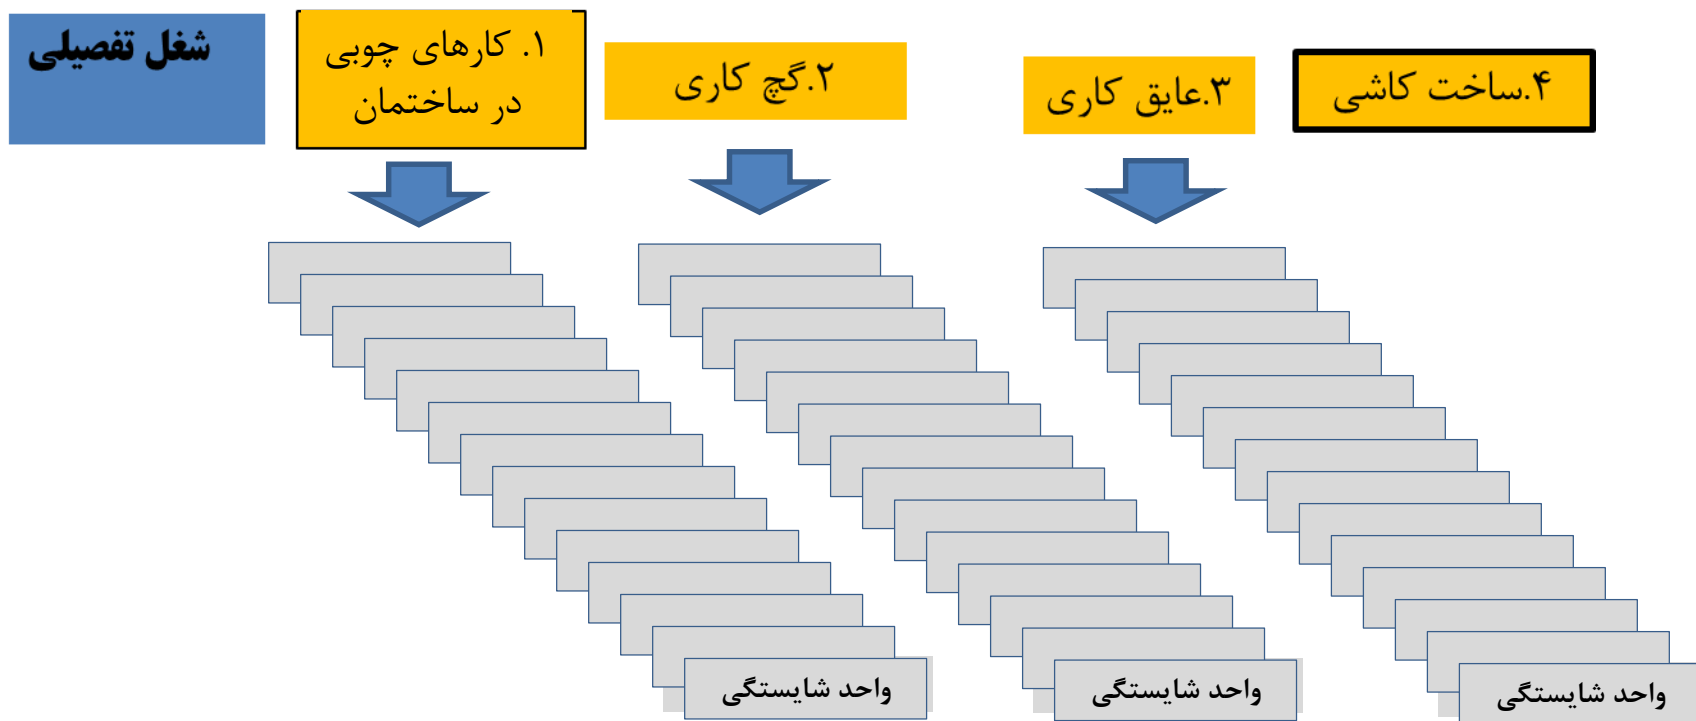 شغل تفصیلی
۱. کارهای چوبی
در ساختمان
۲.گچ کاری
۳.عایق کاری
۴.ساخت کاشی
واحد شایستگی
واحد شایستگی
واحد شایستگی